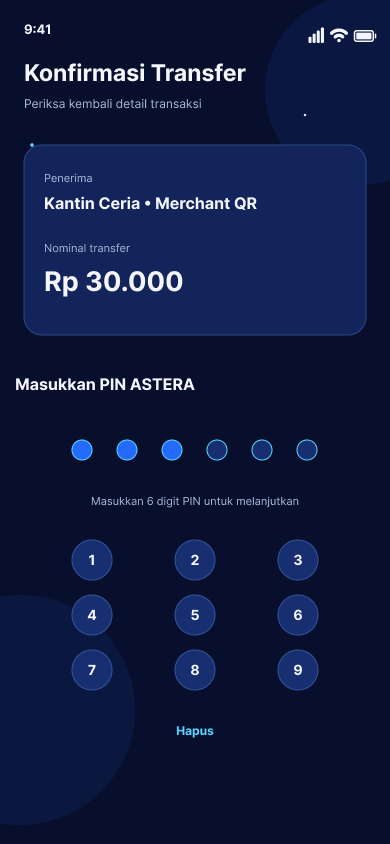 9:41
Konfirmasi Transfer
Periksa kembali detail transaksi
Penerima
Kantin Ceria • Merchant QR
Nominal transfer
Rp 30.000
Masukkan PIN ASTERA
Masukkan 6 digit PIN untuk melanjutkan
1 2 3
4 5 6
7 8 9
Hapus